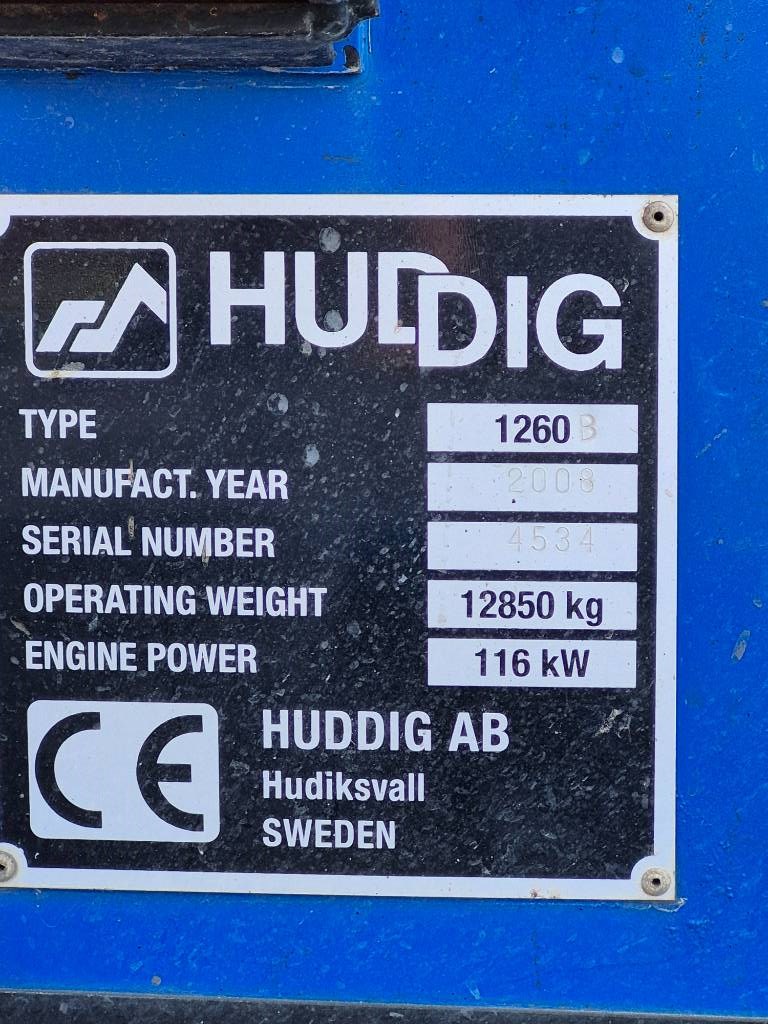 HUDDIG
TYPE 1260 B
MANUFACT. YEAR 2008
SERIAL NUMBER 4534
OPERATING WEIGHT 12850 kg
ENGINE POWER 116 kW
CE
HUDDIG AB
Hudiksvall
SWEDEN